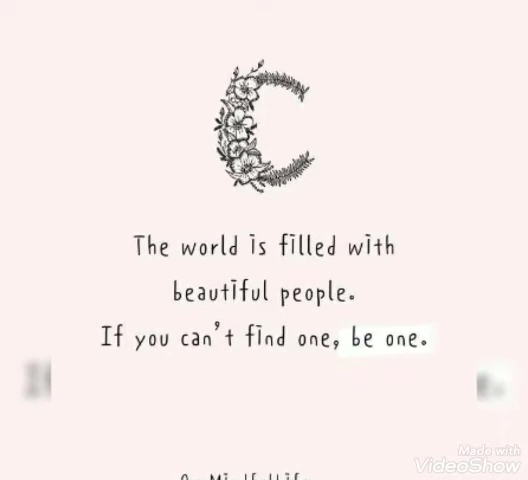 The world is filled with
beautiful people.
If you can't find one, be one.
Made with
VideoShow